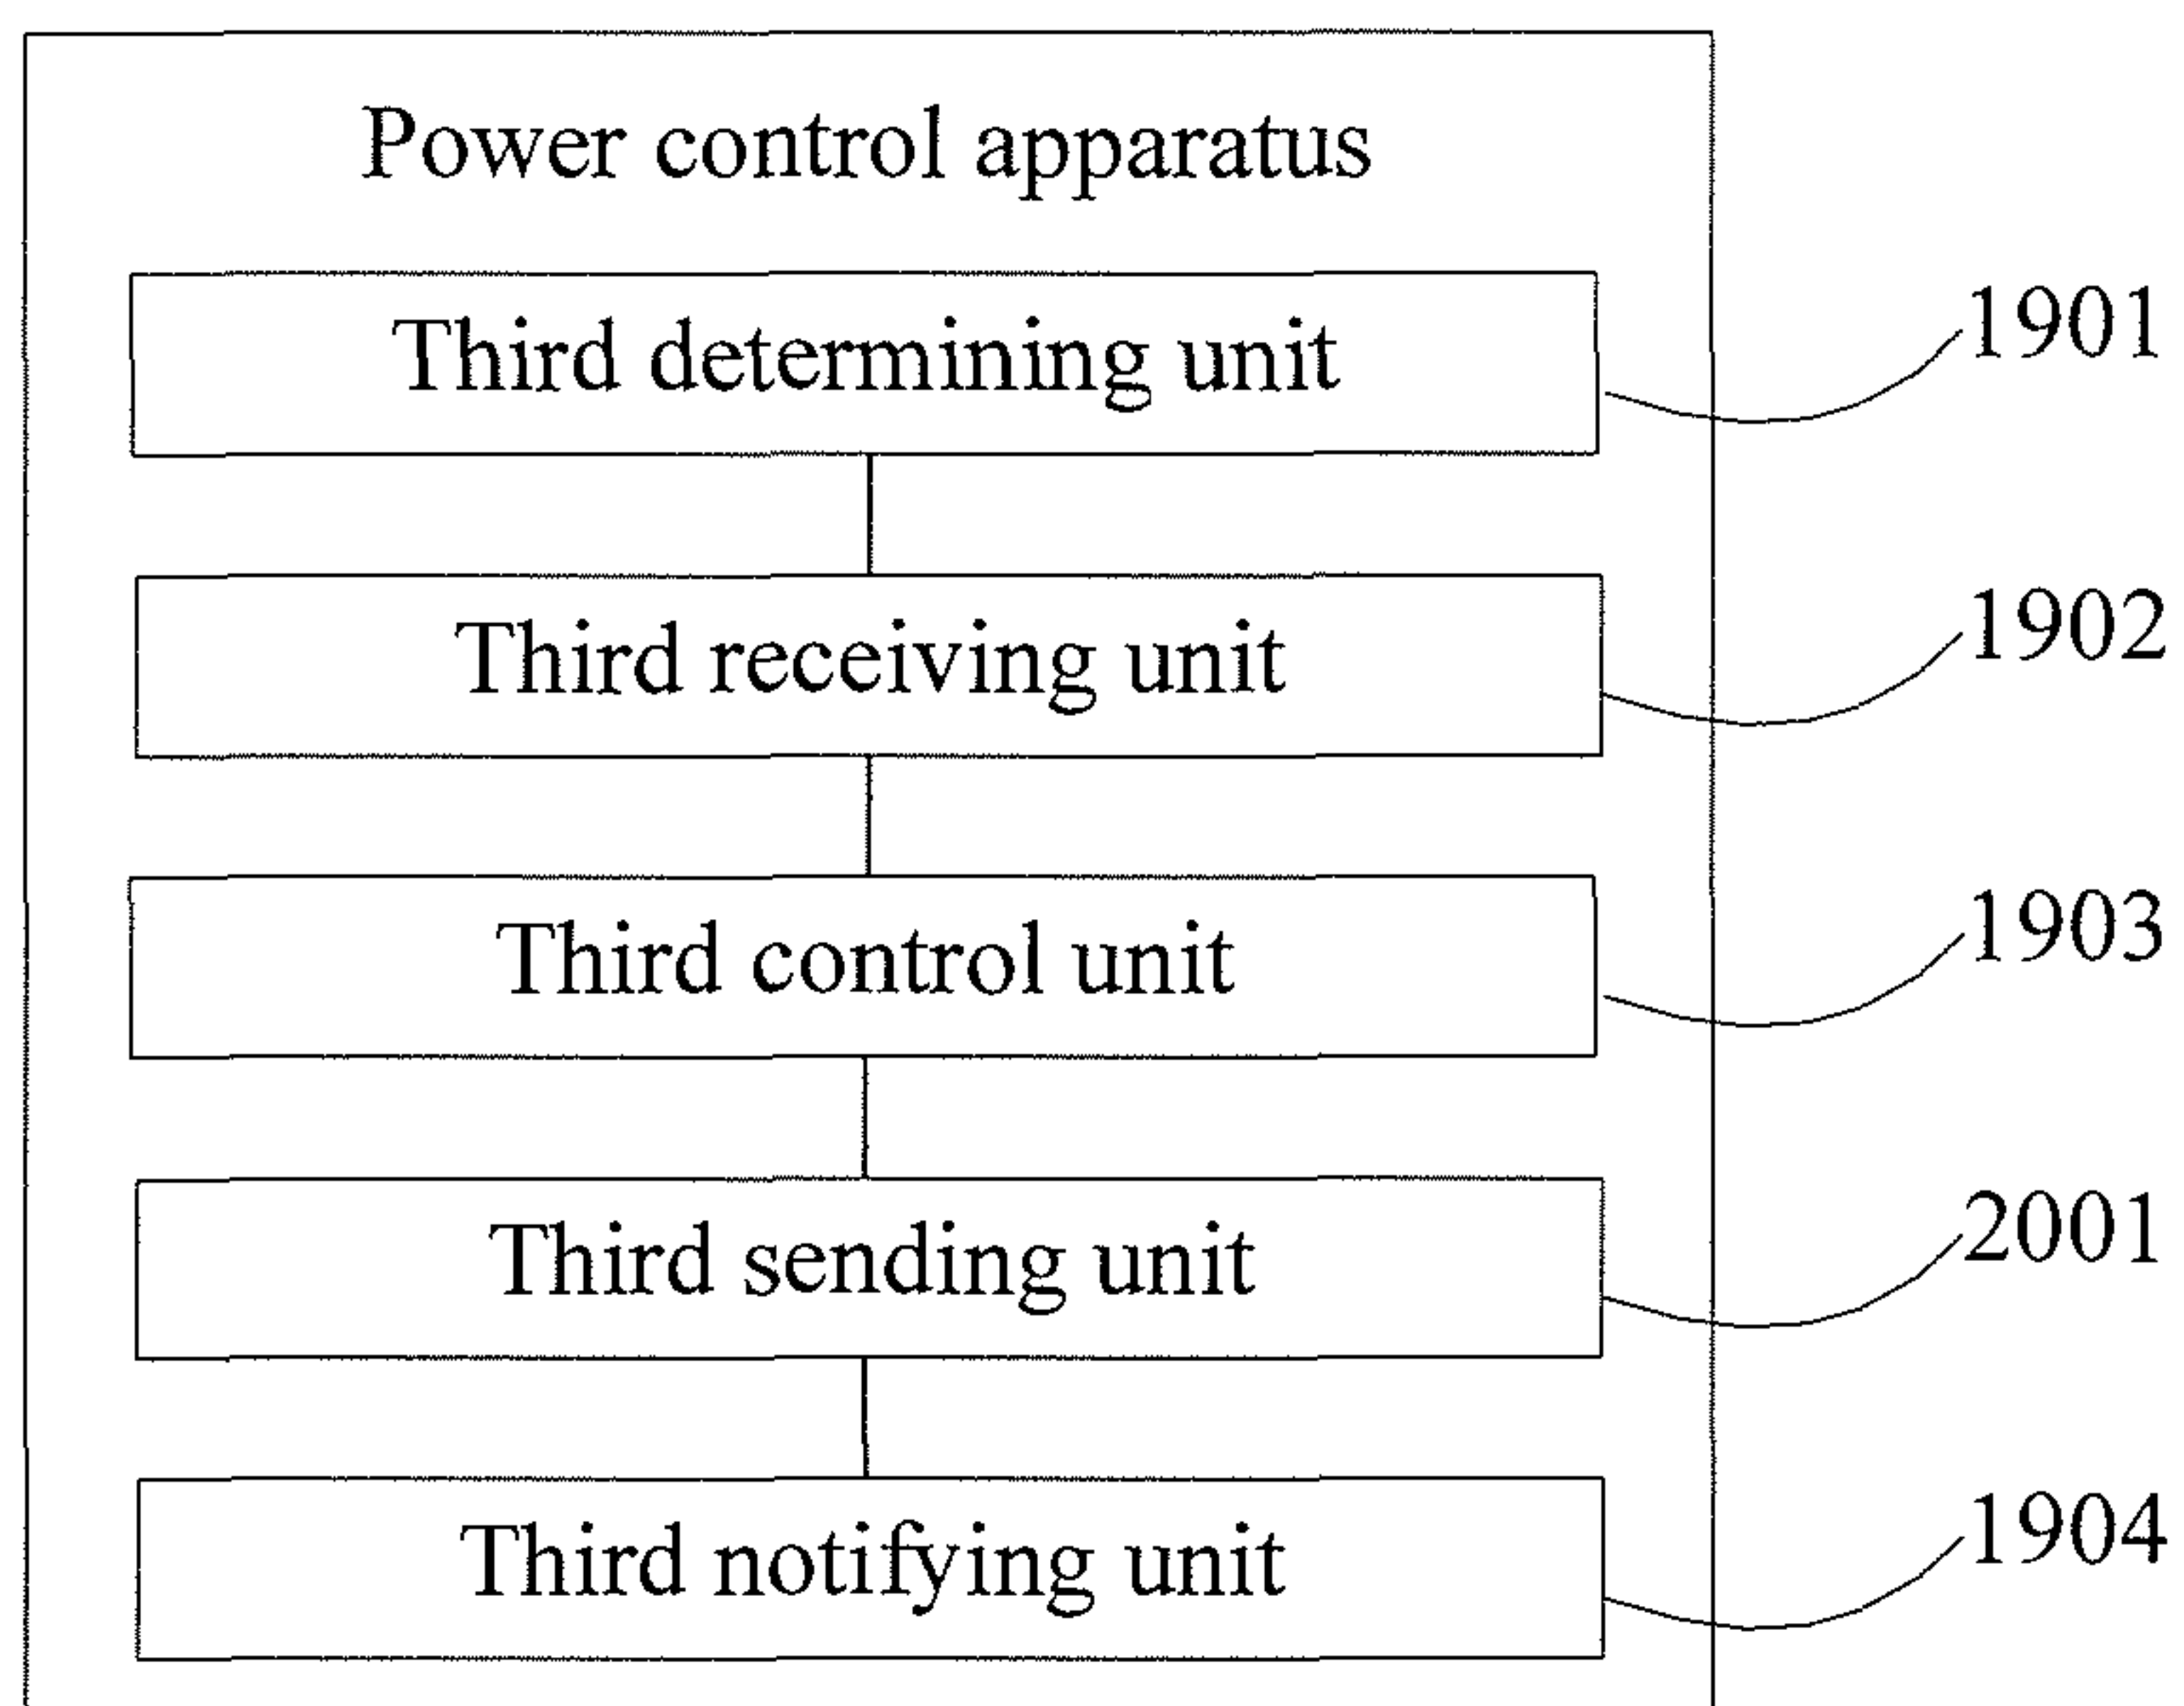 Power control apparatus
Third determining unit
1901
Third receiving unit
1902
Third control unit
1903
Third sending unit
2001
Third notifying unit
1904